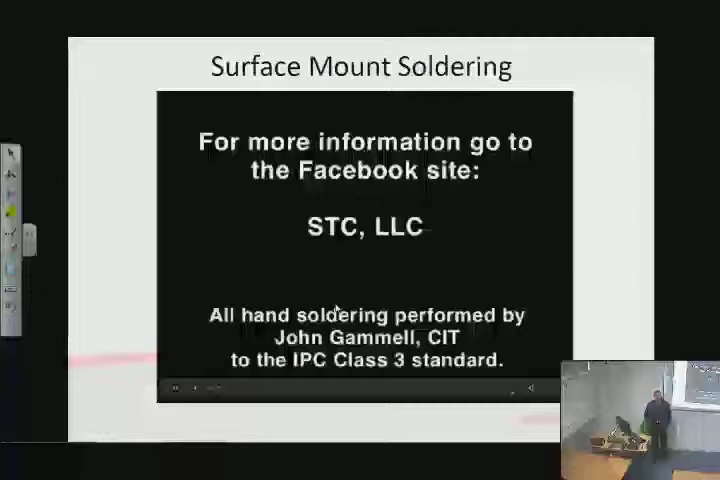 Surface Mount Soldering
For more information go to
the Facebook site:
STC, LLC
All hand soldering performed by
John Gammell, CIT
to the IPC Class 3 standard.